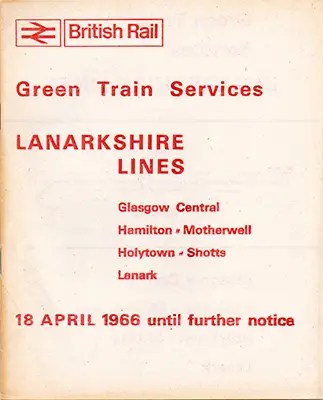 British Rail
Green Train Services
LANARKSHIRE
LINES
Glasgow Central
Hamilton - Motherwell
Holytown - Shotts
Lanark
18 APRIL 1966 until further notice